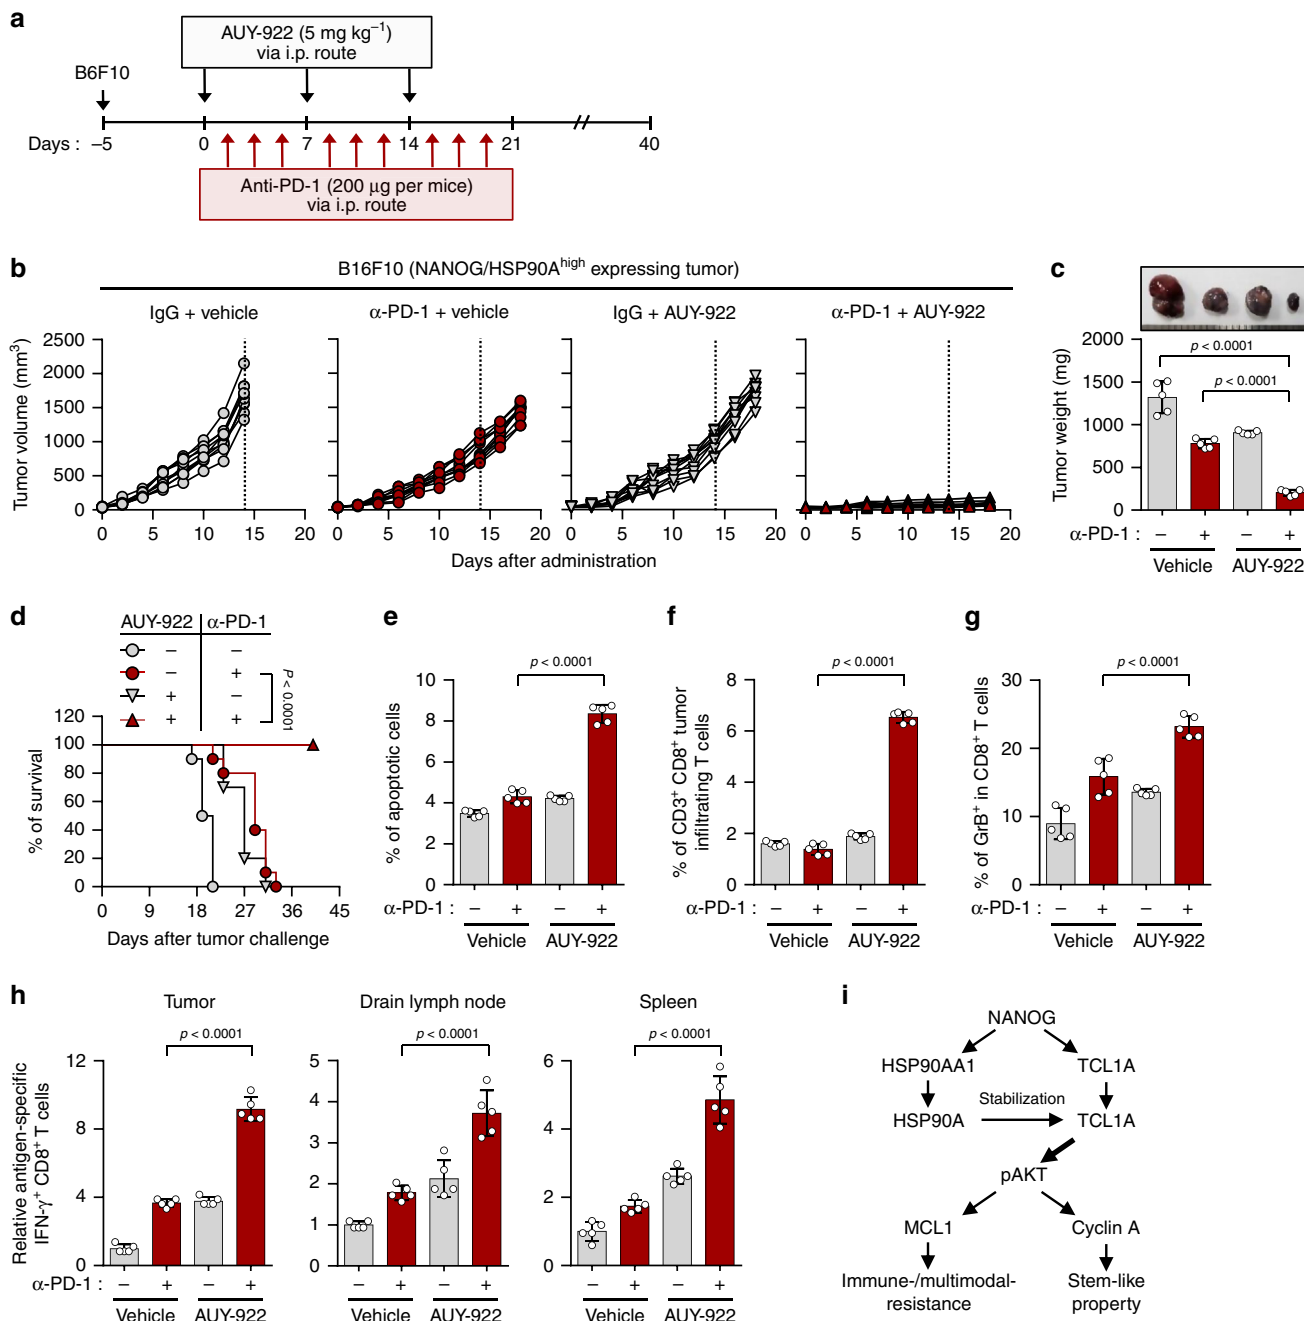 a
AUY-922 (5 mg kg⁻¹)
via i.p. route
B6F10
Days : –5 0 7 14 21 40
Anti-PD-1 (200 μg per mice)
via i.p. route
b
B16F10 (NANOG/HSP90A^high expressing tumor)
IgG + vehicle
α-PD-1 + vehicle
IgG + AUY-922
α-PD-1 + AUY-922
Tumor volume (mm³)
2500
2000
1500
1000
500
0
0 5 10 15 20
0 5 10 15 20
0 5 10 15 20
0 5 10 15 20
Days after administration
c
Tumor weight (mg)
2000
1500
1000
500
0
p < 0.0001
p < 0.0001
α-PD-1 : – + – +
Vehicle AUY-922
d
AUY-922 α-PD-1
– –
– +
+ –
+ +
P < 0.0001
% of survival
120
100
80
60
40
20
0
0 9 18 27 36 45
Days after tumor challenge
e
% of apoptotic cells
10
8
6
4
2
0
p < 0.0001
α-PD-1 : – + – +
Vehicle AUY-922
f
% of CD3⁺ CD8⁺ tumor
infiltrating T cells
8
6
4
2
0
p < 0.0001
α-PD-1 : – + – +
Vehicle AUY-922
g
% of GrB⁺ in CD8⁺ T cells
30
20
10
0
p < 0.0001
α-PD-1 : – + – +
Vehicle AUY-922
h
Relative antigen-specific
IFN-γ⁺ CD8⁺ T cells
Tumor
12
8
4
0
p < 0.0001
α-PD-1 : – + – +
Vehicle AUY-922
Drain lymph node
5
4
3
2
1
0
p < 0.0001
– + – +
Vehicle AUY-922
Spleen
6
4
2
0
p < 0.0001
– + – +
Vehicle AUY-922
i
NANOG
HSP90AA1 TCL1A
Stabilization
HSP90A TCL1A
pAKT
MCL1 Cyclin A
Immune-/multimodal-
resistance
Stem-like
property